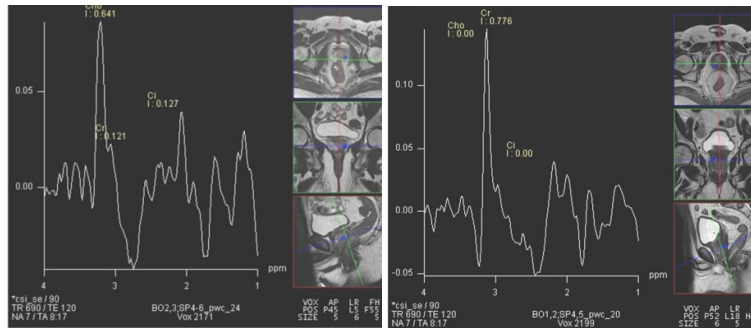 Cho
I : 0.641
0.05
Cr
I : 0.121
Ci
I : 0.127
0.00
4
3
2
1
ppm
*csi_se / 90
TR 690 / TE 120
NA 7 / TA 8:17
BO2,3;SP4-6_pwc_24
Vox 2171
VOX AP LR FH
POS P45 L5 F55
SIZE 5 6 5
Cr
I : 0.776
Cho
I : 0.00
0.10
0.05
Ci
I : 0.00
0.00
-0.05
4
3
2
1
ppm
*csi_se / 90
TR 690 / TE 120
NA 7 / TA 8:17
BO1,2;SP4,5_pwc_20
Vox 2199
VOX AP LR
POS P52 L18 H
SIZE 5 6 5